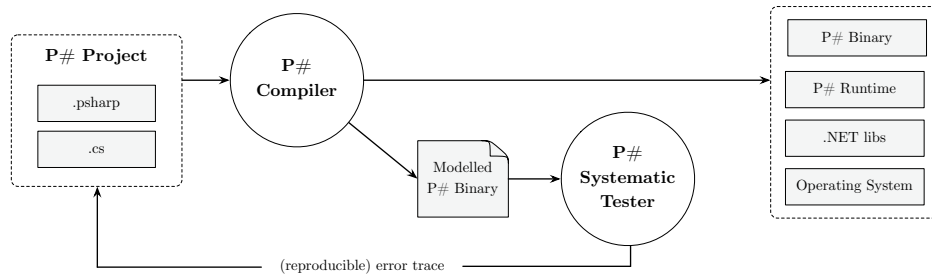 P# Project
.psharp
.cs
P#
Compiler
Modelled
P# Binary
P#
Systematic
Tester
P# Binary
P# Runtime
.NET libs
Operating System
(reproducible) error trace